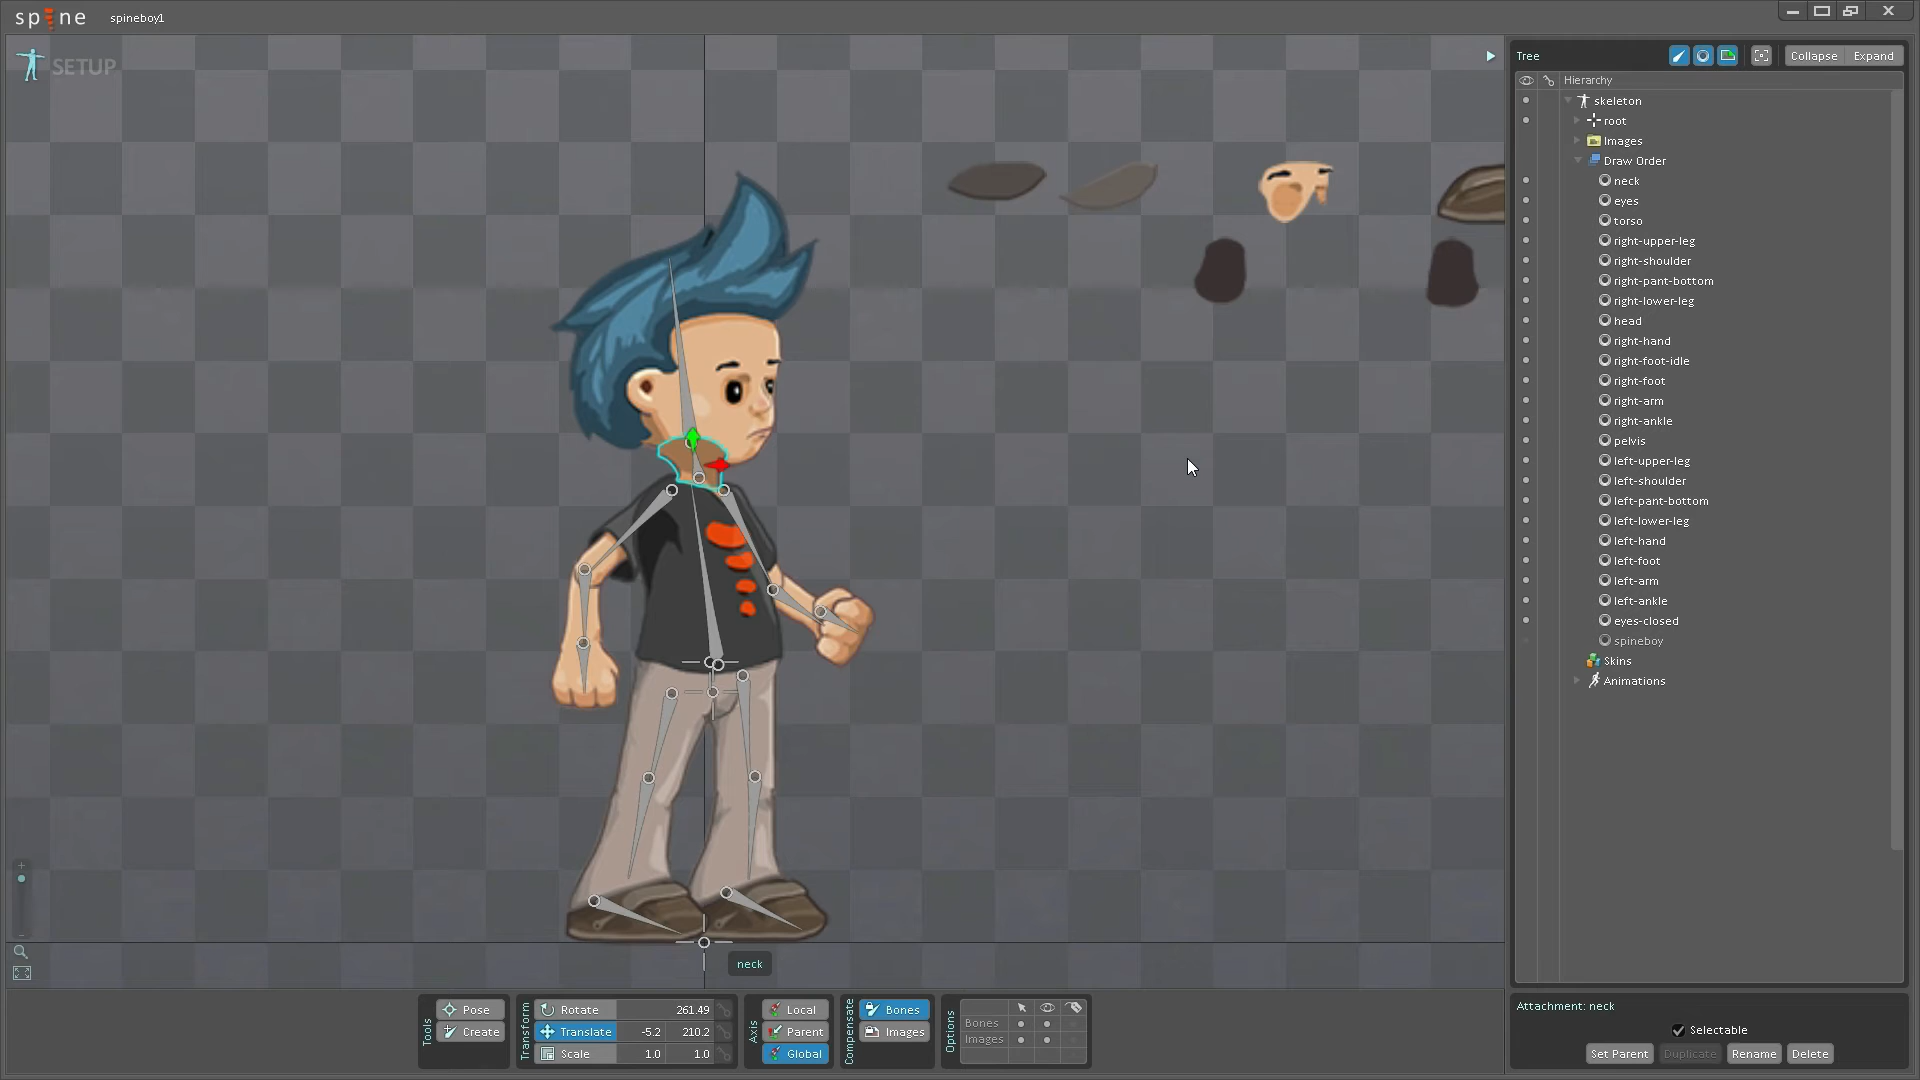 spine
spineboy1
SETUP
Tree
Collapse
Expand
Hierarchy
skeleton
root
Images
Draw Order
neck
eyes
torso
right-upper-leg
right-shoulder
right-pant-bottom
right-lower-leg
head
right-hand
right-foot-idle
right-foot
right-arm
right-ankle
pelvis
left-upper-leg
left-shoulder
left-pant-bottom
left-lower-leg
left-hand
left-foot
left-arm
left-ankle
eyes-closed
spineboy
Skins
Animations
neck
Tools
Pose
Create
Transform
Rotate 261.49
Translate -5.2 210.2
Scale 1.0 1.0
Axis
Local
Parent
Global
Compensate
Bones
Images
Options
Bones
Images
Attachment: neck
Selectable
Set Parent
Duplicate
Rename
Delete